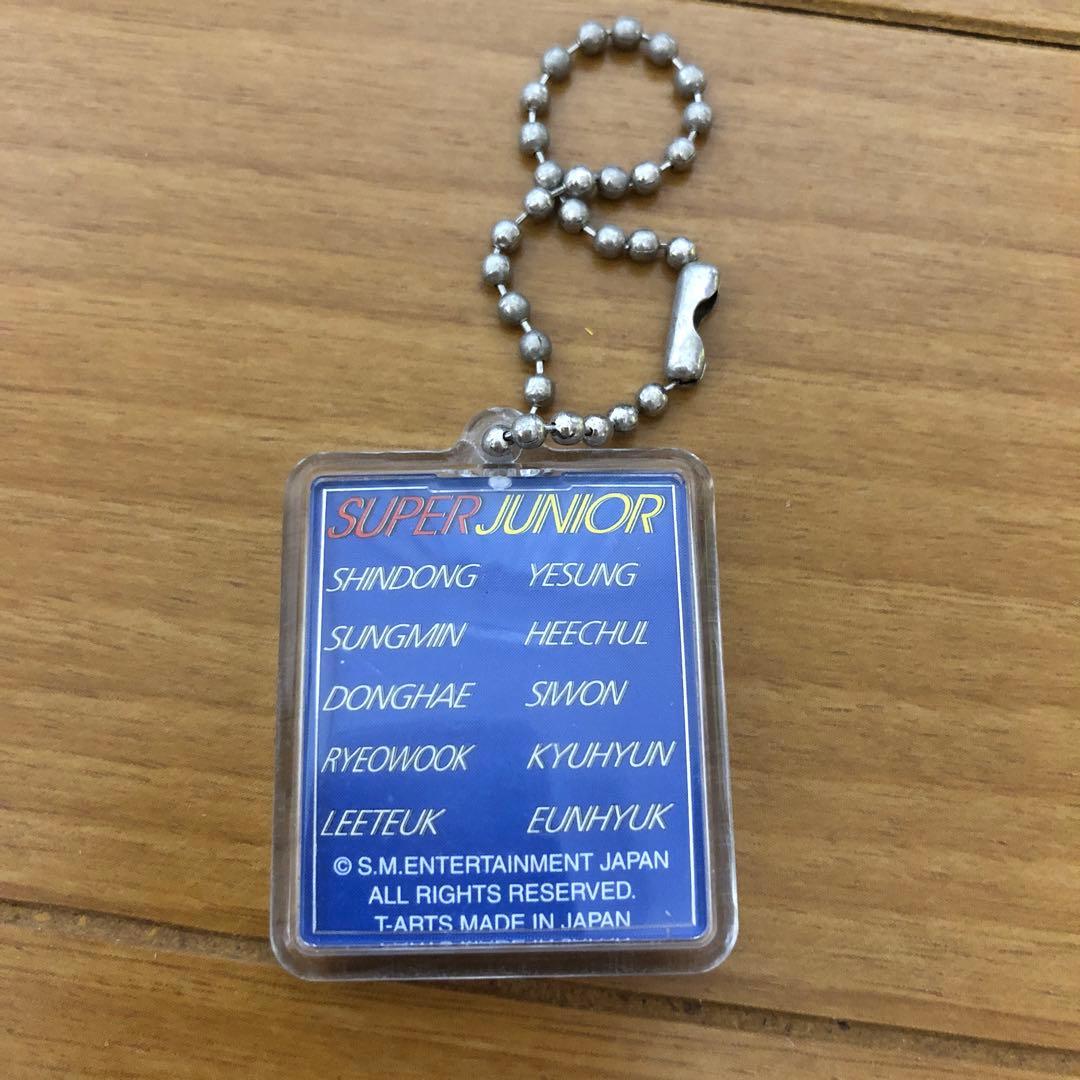 SUPER JUNIOR
SHINDONG YESUNG
SUNGMIN HEECHUL
DONGHAE SIWON
RYEOWOOK KYUHYUN
LEETEUK EUNHYUK
© S.M.ENTERTAINMENT JAPAN
ALL RIGHTS RESERVED.
T-ARTS MADE IN JAPAN